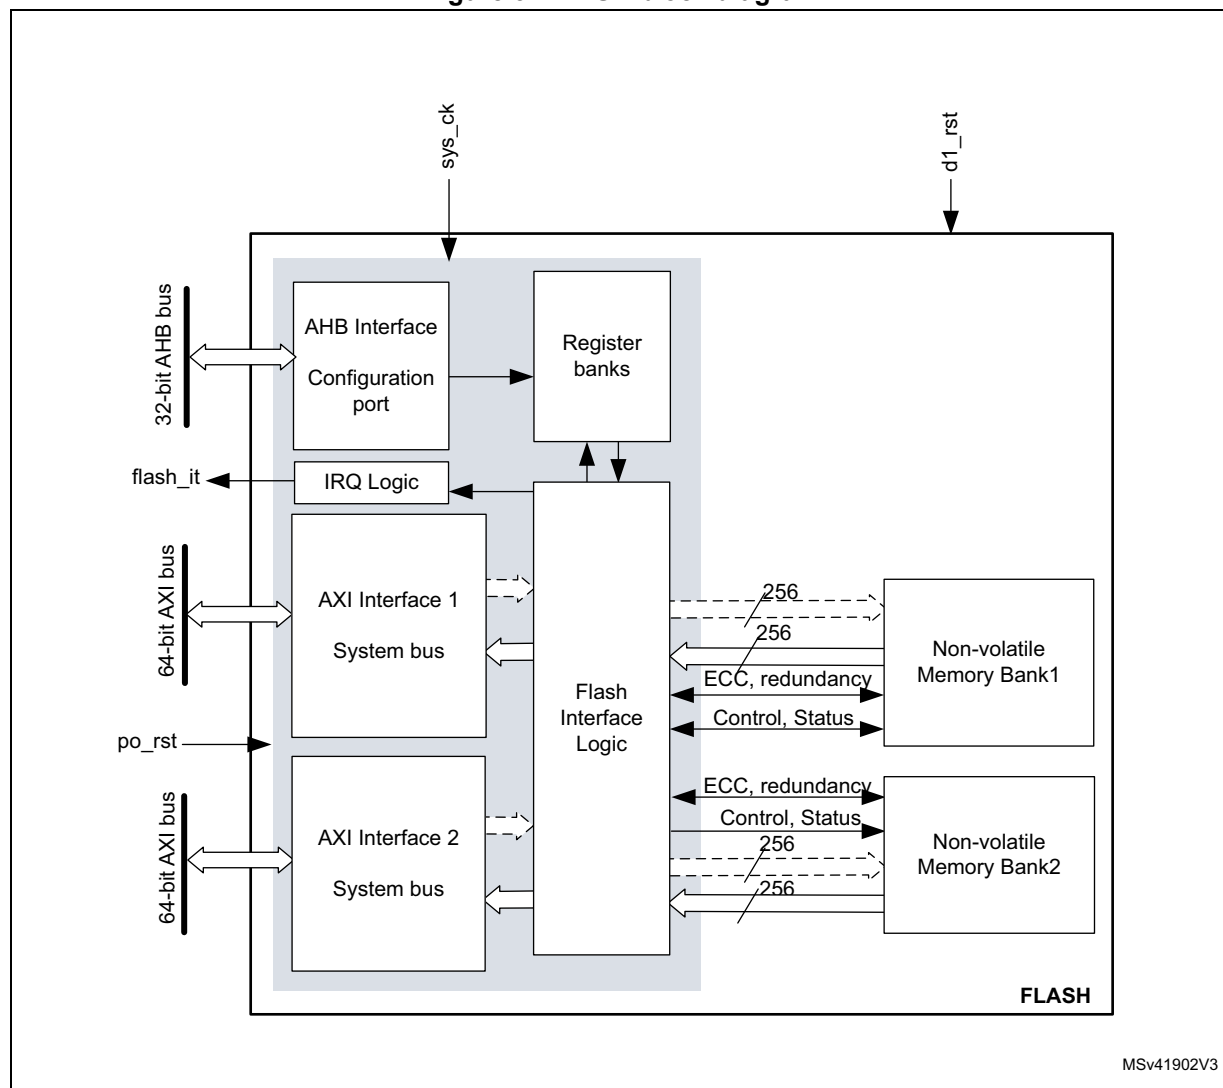 sys_ck
d1_rst
32-bit AHB bus
AHB Interface
Configuration
port
Register
banks
flash_it
IRQ Logic
64-bit AXI bus
AXI Interface 1
System bus
Flash
Interface
Logic
256
256
ECC, redundancy
Control, Status
Non-volatile
Memory Bank1
po_rst
64-bit AXI bus
AXI Interface 2
System bus
ECC, redundancy
Control, Status
256
256
Non-volatile
Memory Bank2
FLASH
MSv41902V3